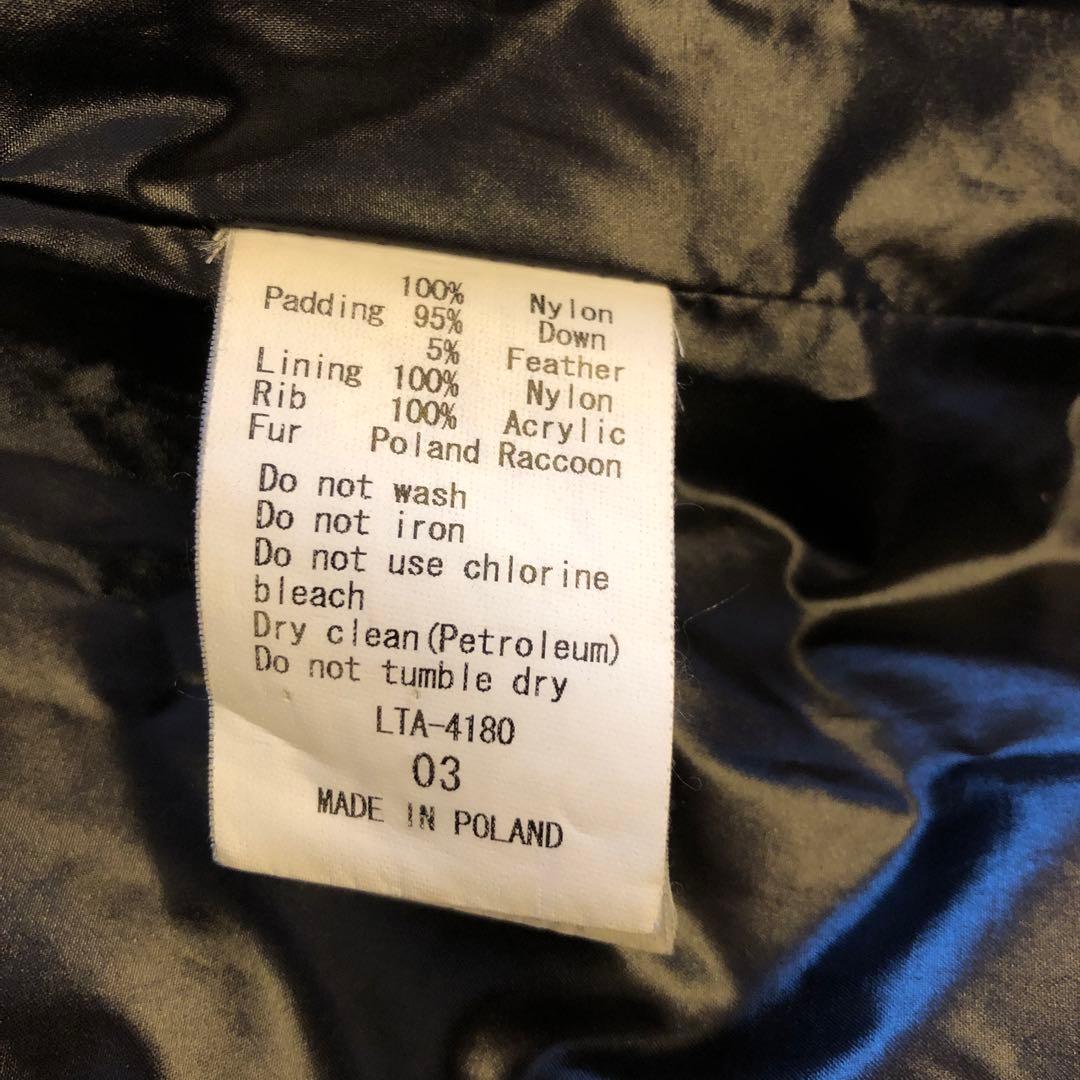 100% Nylon
Padding 95% Down
5% Feather
Lining 100% Nylon
Rib 100% Acrylic
Fur Poland Raccoon
Do not wash
Do not iron
Do not use chlorine
bleach
Dry clean(Petroleum)
Do not tumble dry
LTA-4180
03
MADE IN POLAND